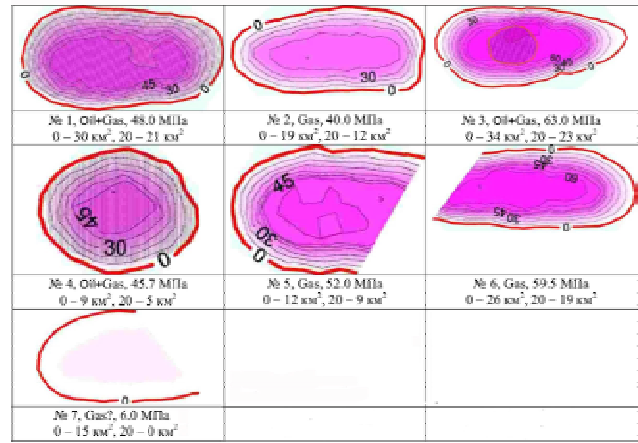 0
45
30
0
30
0
30
60
30 45
0
№ 1, Oil+Gas, 48.0 МПа
0 – 30 км², 20 – 21 км²
№ 2, Gas, 40.0 МПа
0 – 19 км², 20 – 12 км²
№ 3, Oil+Gas, 63.0 МПа
0 – 34 км², 20 – 23 км²
45
30
0
45
30
0
0
60
30 45
0
№ 4, Oil+Gas, 45.7 МПа
0 – 9 км², 20 – 5 км²
№ 5, Gas, 52.0 МПа
0 – 12 км², 20 – 9 км²
№ 6, Gas, 59.5 МПа
0 – 26 км², 20 – 19 км²
0
№ 7, Gas?, 6.0 МПа
0 – 15 км², 20 – 0 км²